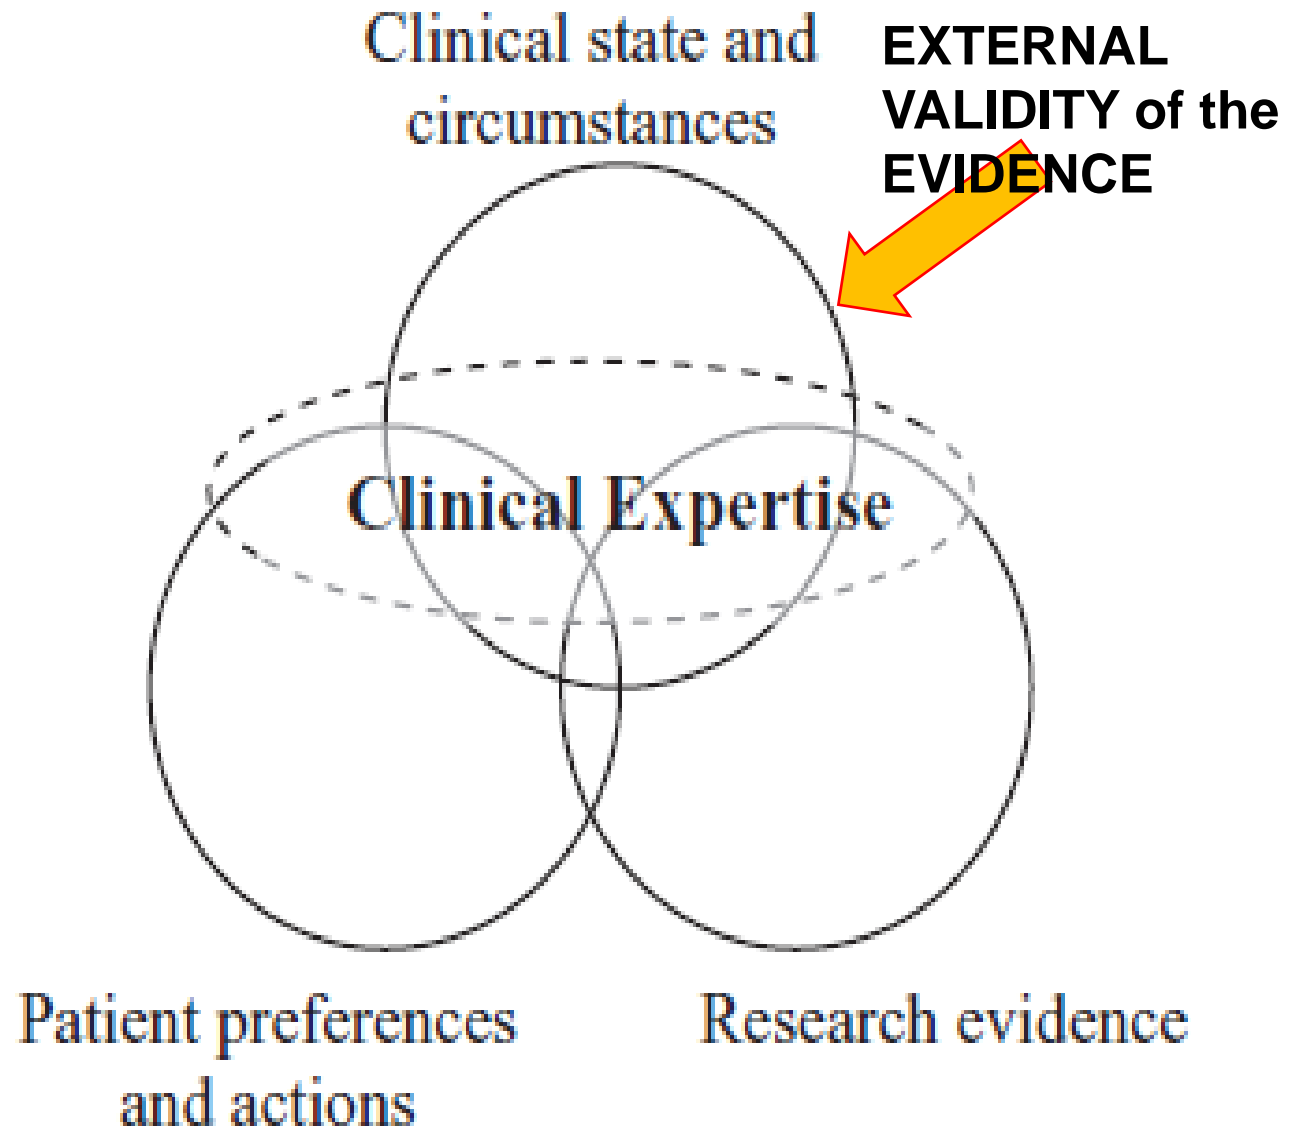 Clinical state and
circumstances
EXTERNAL
VALIDITY of the
EVIDENCE
Clinical Expertise
Patient preferences
and actions
Research evidence